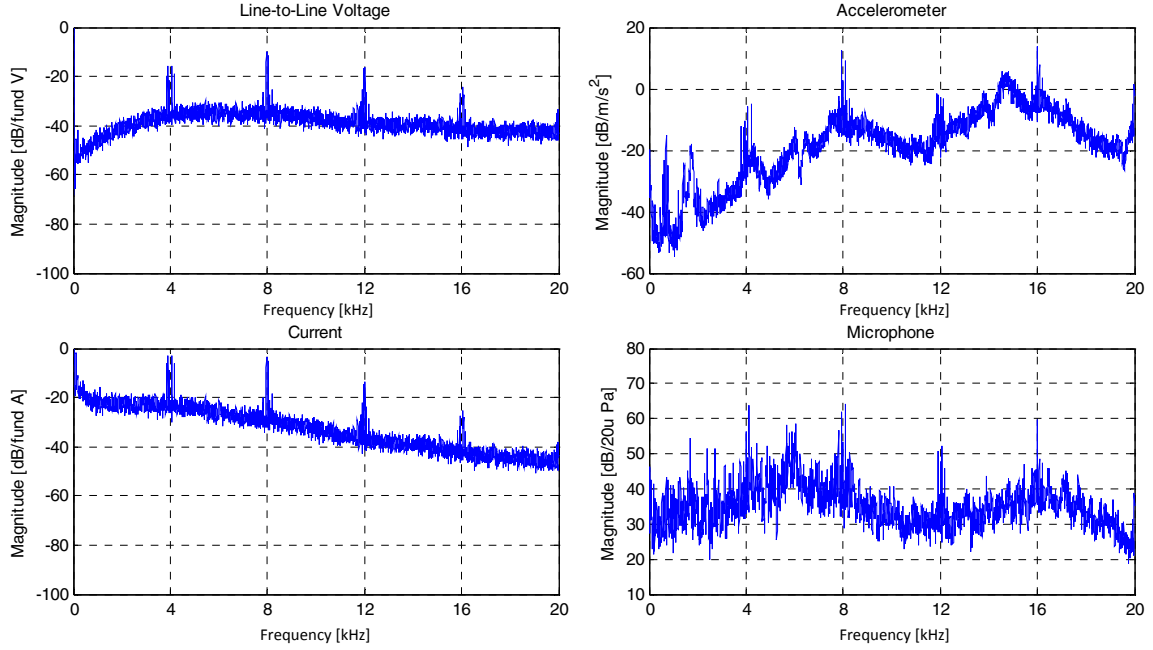 Line-to-Line Voltage
Magnitude [dB/fund V]
0
-20
-40
-60
-80
-100
0 4 8 12 16 20
Frequency [kHz]
Accelerometer
Magnitude [dB/m/s²]
20
0
-20
-40
-60
0 4 8 12 16 20
Frequency [kHz]
Current
Magnitude [dB/fund A]
0
-20
-40
-60
-80
-100
0 4 8 12 16 20
Frequency [kHz]
Microphone
Magnitude [dB/20u Pa]
80
70
60
50
40
30
20
10
0 4 8 12 16 20
Frequency [kHz]